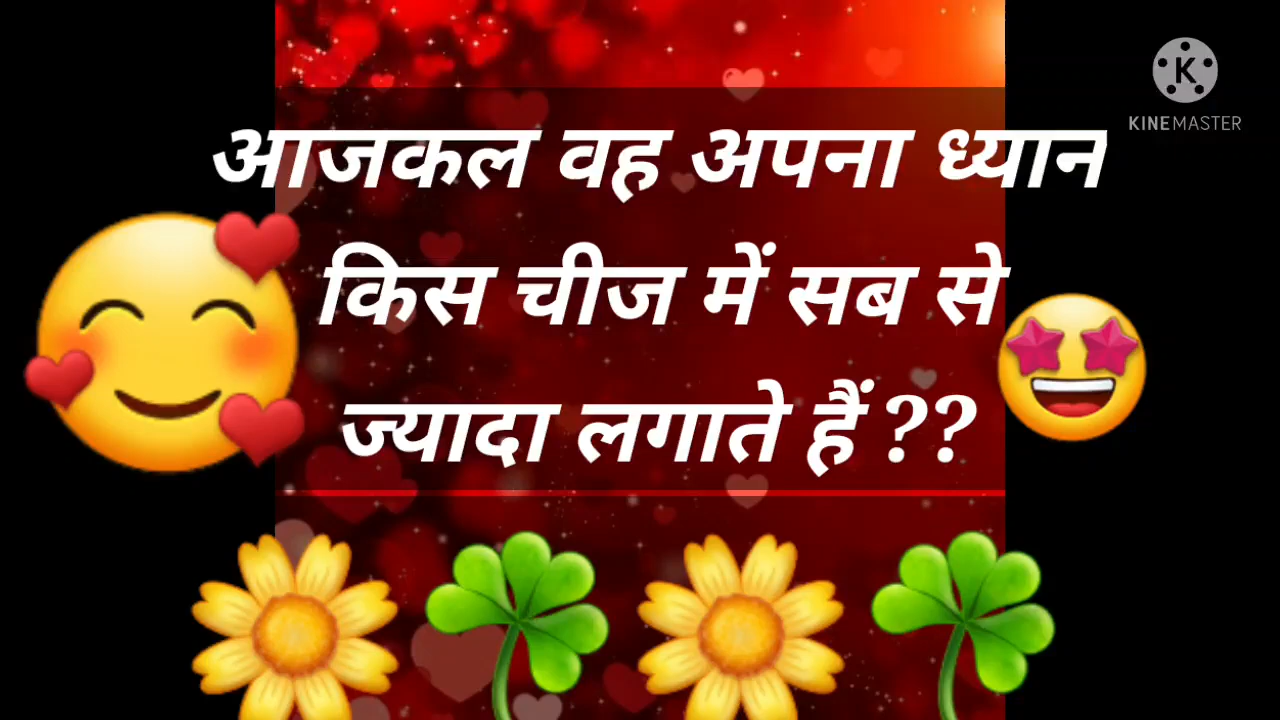 आजकल वह अपना ध्यान
किस चीज में सब से
ज्यादा लगाते हैं ??
K
KINEMASTER